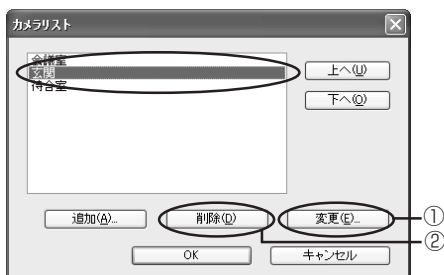 カメラリスト
会議室
玄関
待合室
上へ(U)
下へ(O)
追加(A)...
削除(D)
変更(E)...
①
②
OK
キャンセル